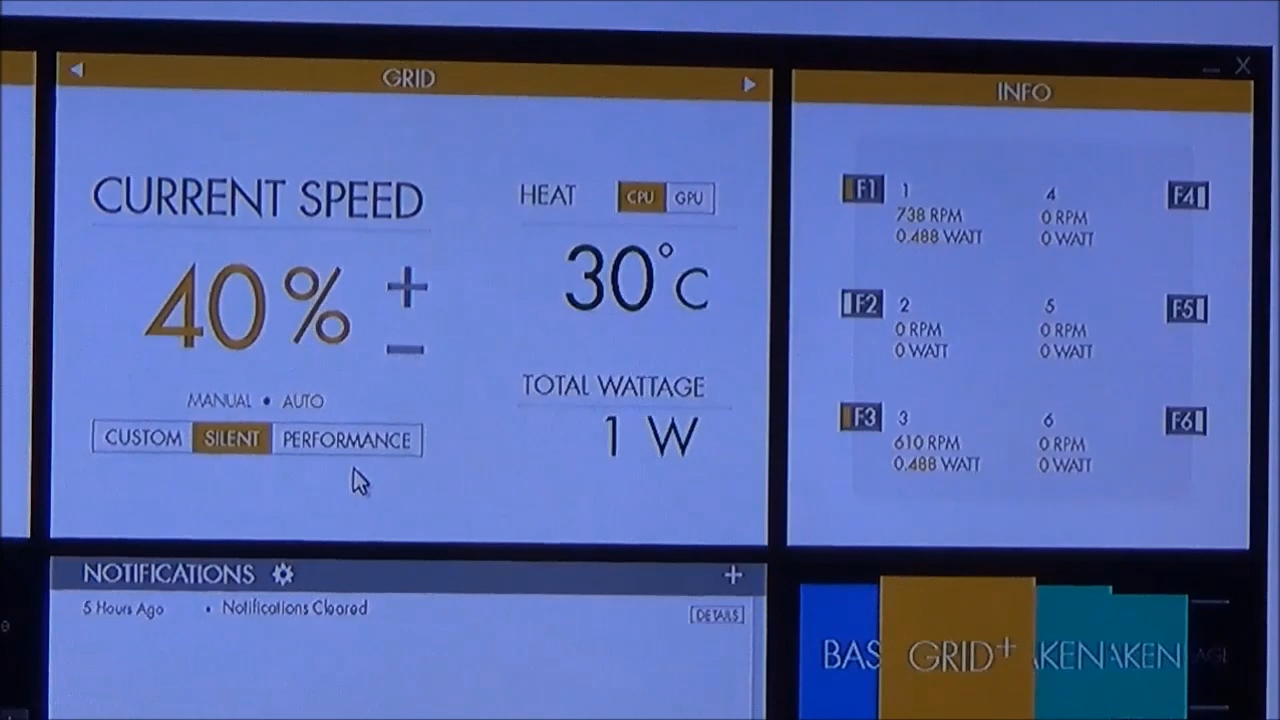 GRID
CURRENT SPEED
40 %
+
−
MANUAL • AUTO
CUSTOM SILENT PERFORMANCE
HEAT CPU GPU
30°C
TOTAL WATTAGE
1 W
INFO
X
F1 1
738 RPM
0.488 WATT
4 F4
0 RPM
0 WATT
F2 2
0 RPM
0 WATT
5 F5
0 RPM
0 WATT
F3 3
610 RPM
0.488 WATT
6 F6
0 RPM
0 WATT
NOTIFICATIONS +
5 Hours Ago • Notifications Cleared DETAILS
BAS GRID+ AKEN AKEN